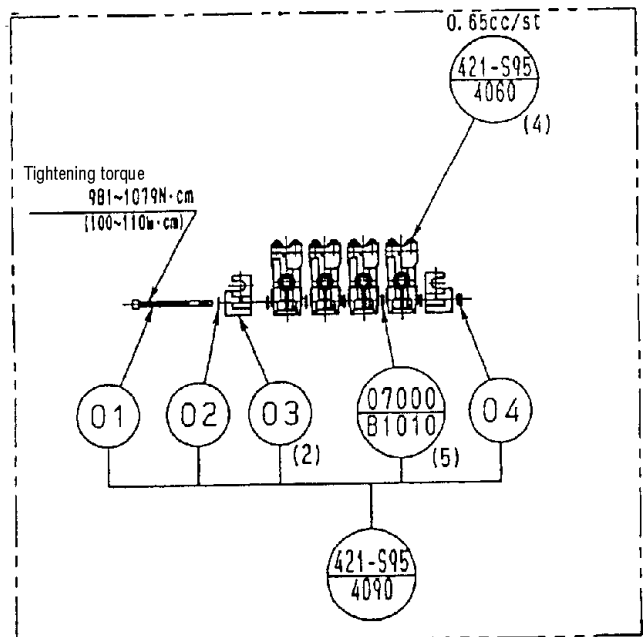 0.65cc/st
421-S95
4060
(4)
Tightening torque
981~1079N·cm
(100~110㎏·cm)
01
02
03
(2)
07000
B1010
(5)
04
421-S95
4090